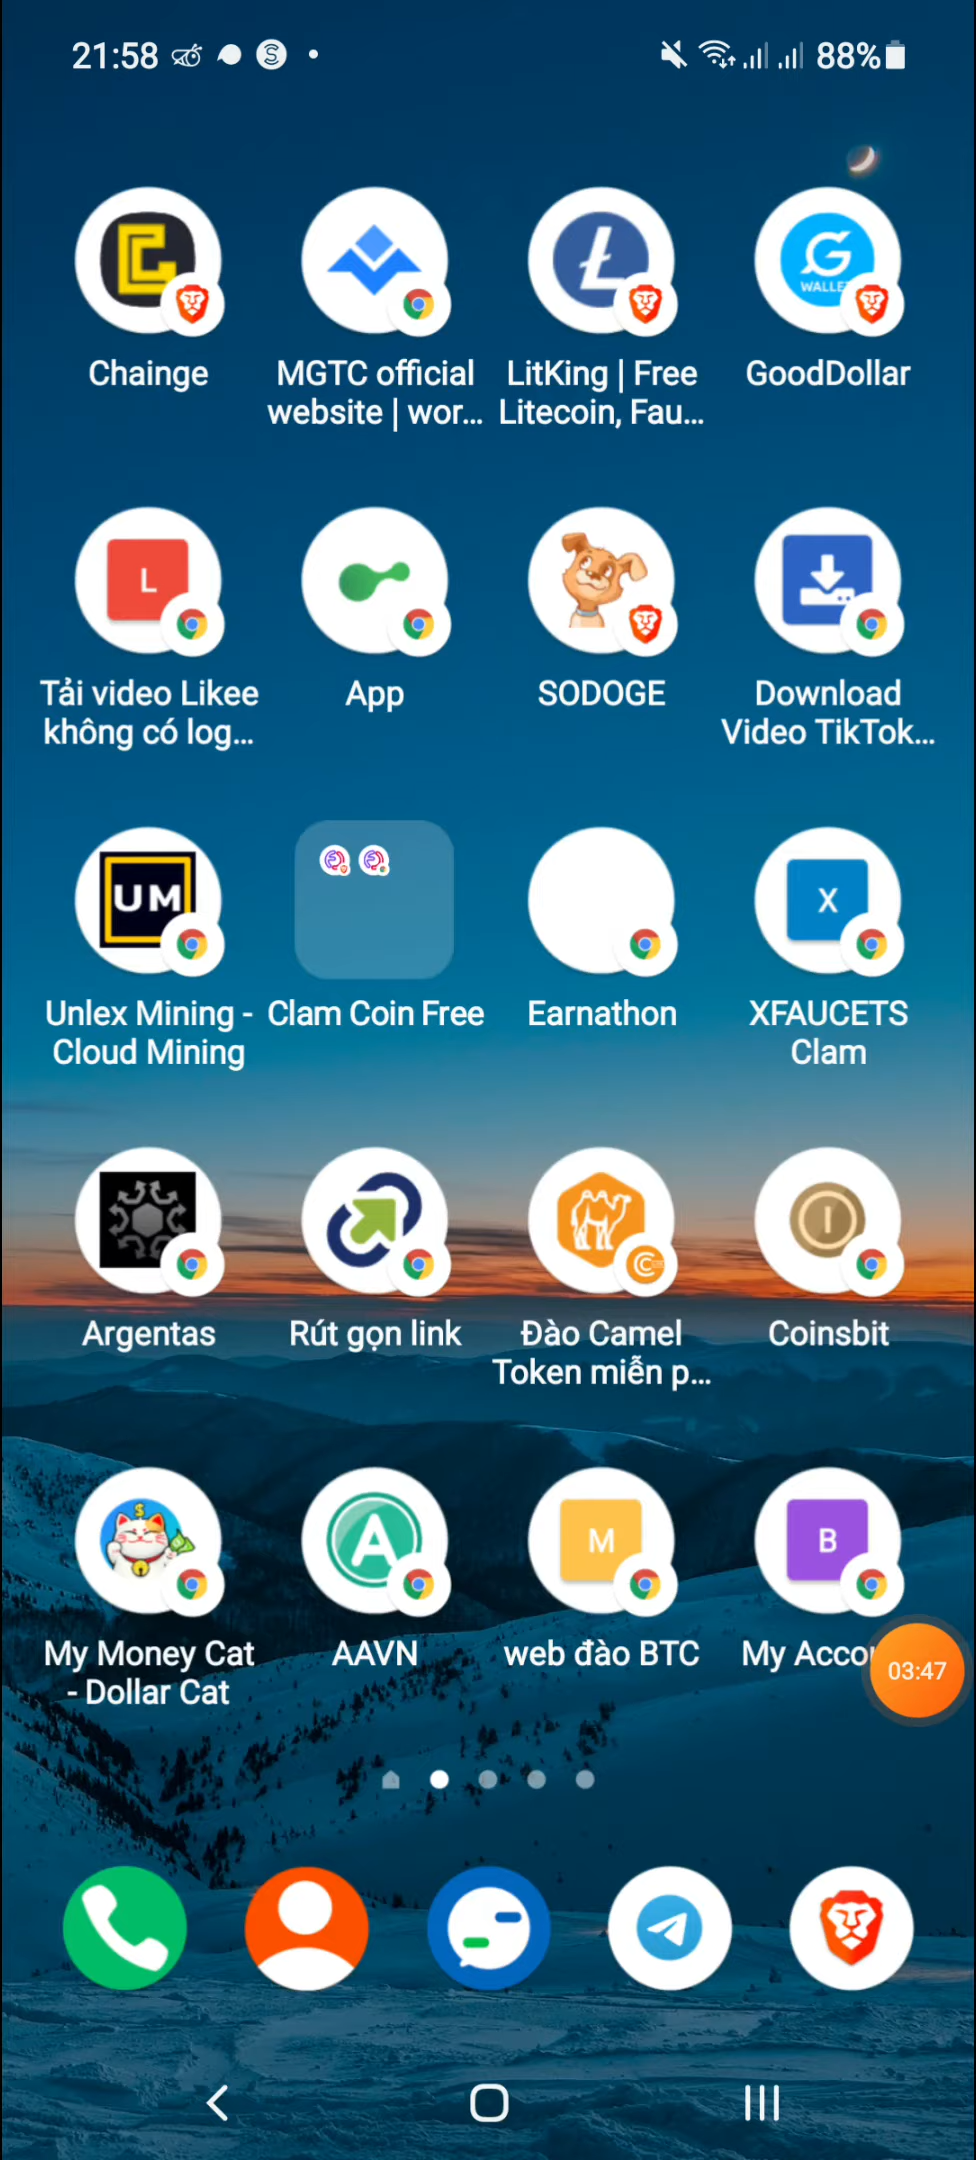 21:58
88%
WALLET
Chainge
MGTC official
website | wor...
LitKing | Free
Litecoin, Fau...
GoodDollar
L
Tải video Likee
không có log...
App
SODOGE
Download
Video TikTok...
UM
X
Unlex Mining -
Cloud Mining
Clam Coin Free
Earnathon
XFAUCETS
Clam
Argentas
Rút gọn link
Đào Camel
Token miễn p...
Coinsbit
A
M
B
My Money Cat
- Dollar Cat
AAVN
web đào BTC
My Acco
03:47